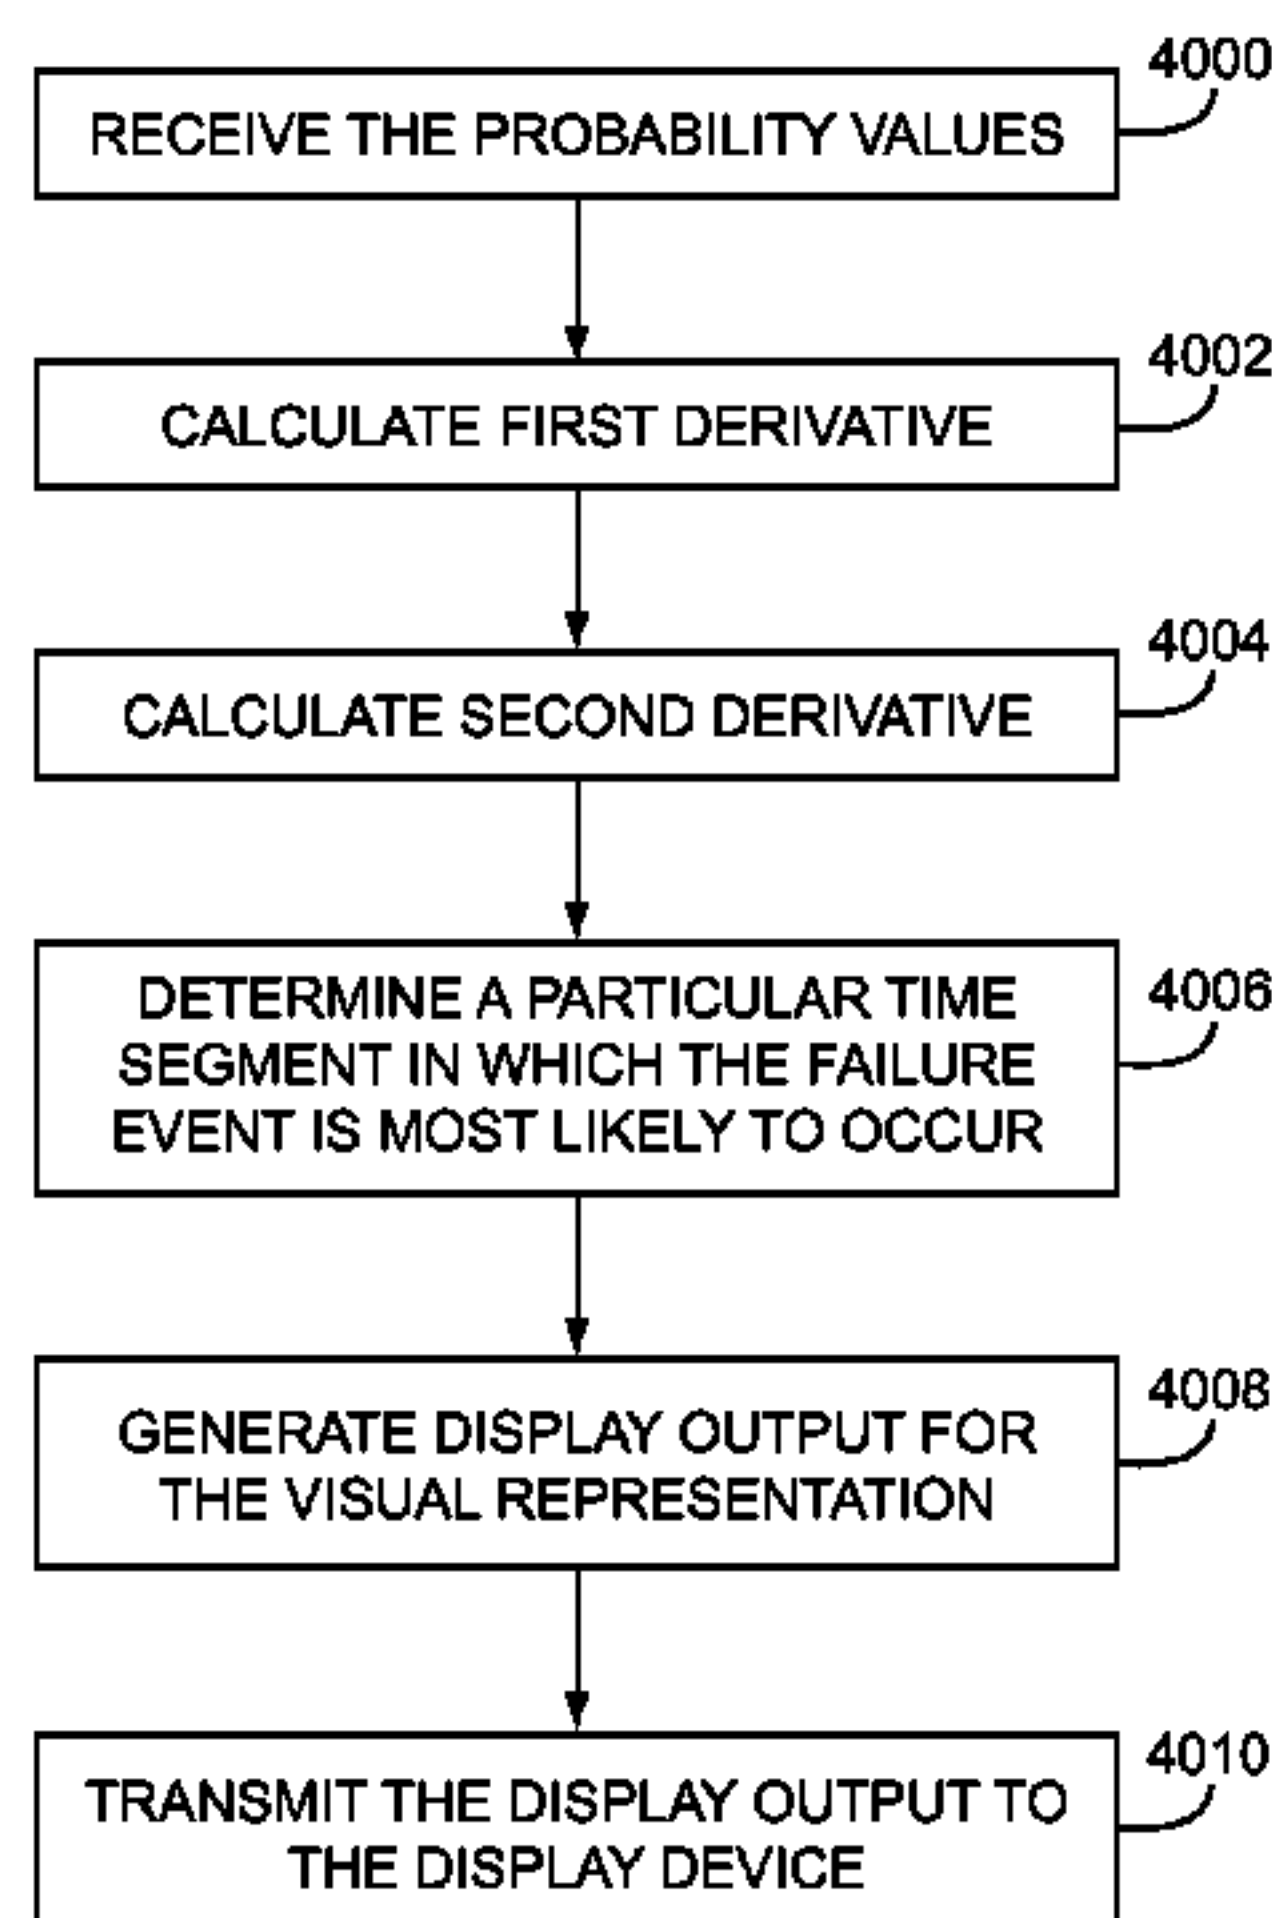 4000
RECEIVE THE PROBABILITY VALUES
4002
CALCULATE FIRST DERIVATIVE
4004
CALCULATE SECOND DERIVATIVE
4006
DETERMINE A PARTICULAR TIME
SEGMENT IN WHICH THE FAILURE
EVENT IS MOST LIKELY TO OCCUR
4008
GENERATE DISPLAY OUTPUT FOR
THE VISUAL REPRESENTATION
4010
TRANSMIT THE DISPLAY OUTPUT TO
THE DISPLAY DEVICE